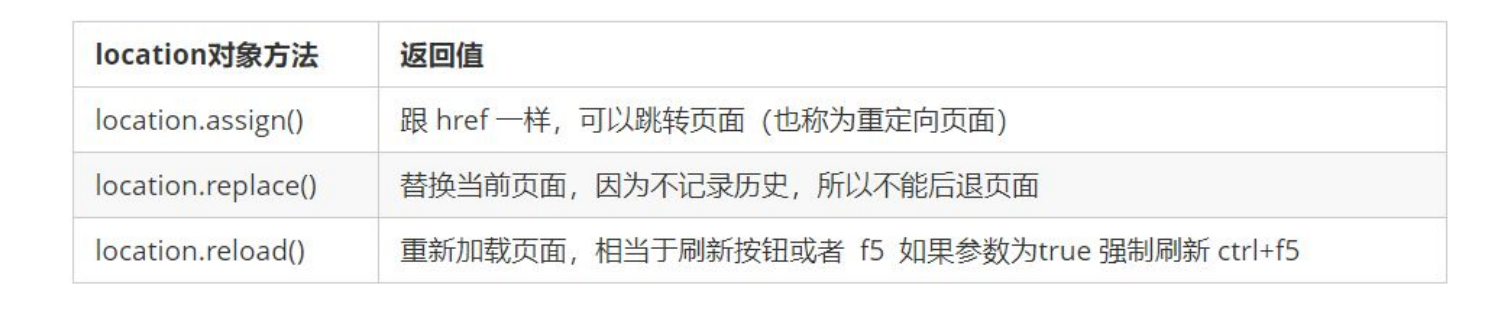 location对象方法 返回值
location.assign() 跟 href 一样，可以跳转页面（也称为重定向页面）
location.replace() 替换当前页面，因为不记录历史，所以不能后退页面
location.reload() 重新加载页面，相当于刷新按钮或者 f5 如果参数为true 强制刷新 ctrl+f5